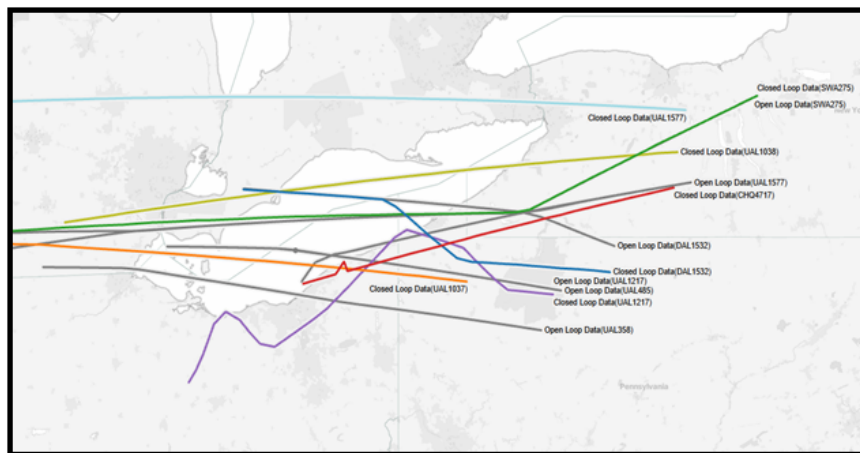 Closed Loop Data(SWA275)
Open Loop Data(SWA275)
Closed Loop Data(UAL1577)
Closed Loop Data(UAL1038)
Open Loop Data(UAL1577)
Closed Loop Data(CHQ4717)
Open Loop Data(DAL1532)
Closed Loop Data(DAL1532)
Open Loop Data(UAL1217)
Closed Loop Data(UAL1037)
Open Loop Data(UAL485)
Closed Loop Data(UAL1217)
Open Loop Data(UAL358)
Pennsylvania